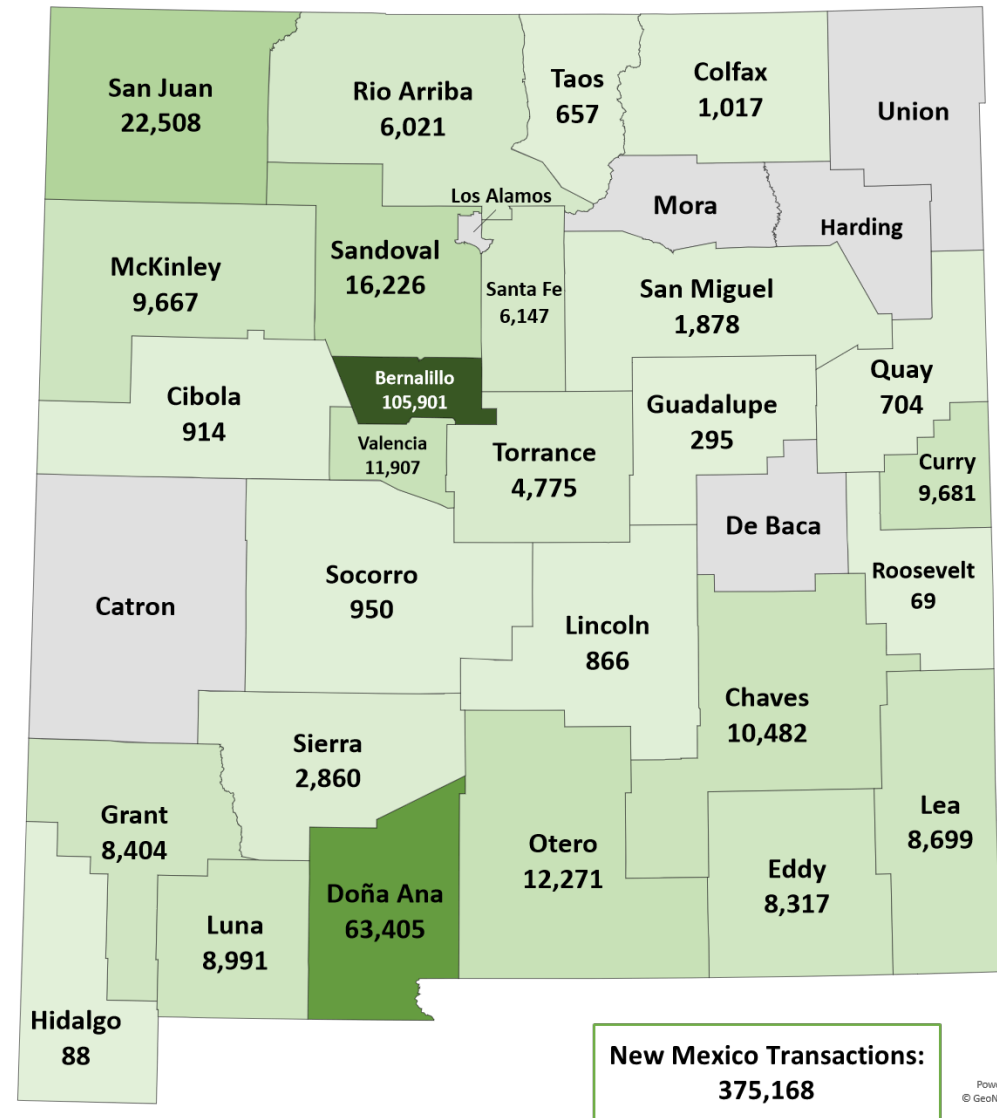 San Juan
22,508
Rio Arriba
6,021
Taos
657
Colfax
1,017
Union
Los Alamos
Mora
Harding
McKinley
9,667
Sandoval
16,226
Santa Fe
6,147
San Miguel
1,878
Bernalillo
105,901
Cibola
914
Valencia
11,907
Torrance
4,775
Guadalupe
295
Quay
704
Curry
9,681
De Baca
Roosevelt
69
Catron
Socorro
950
Lincoln
866
Chaves
10,482
Sierra
2,860
Grant
8,404
Otero
12,271
Lea
8,699
Eddy
8,317
Doña Ana
63,405
Luna
8,991
Hidalgo
88
New Mexico Transactions:
375,168
©